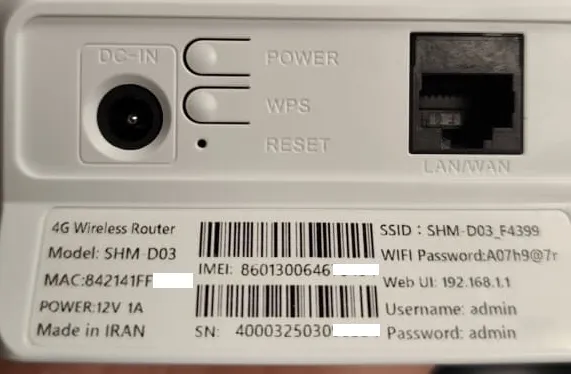 DC-IN
POWER
WPS
RESET
LAN/WAN
4G Wireless Router
Model: SHM-D03
MAC:842141FF
POWER:12V 1A
Made in IRAN
IMEI: 8601300646
SN: 4000325030
SSID : SHM-D03_F4399
WIFI Password:A07h9@7r
Web UI: 192.168.1.1
Username: admin
Password: admin